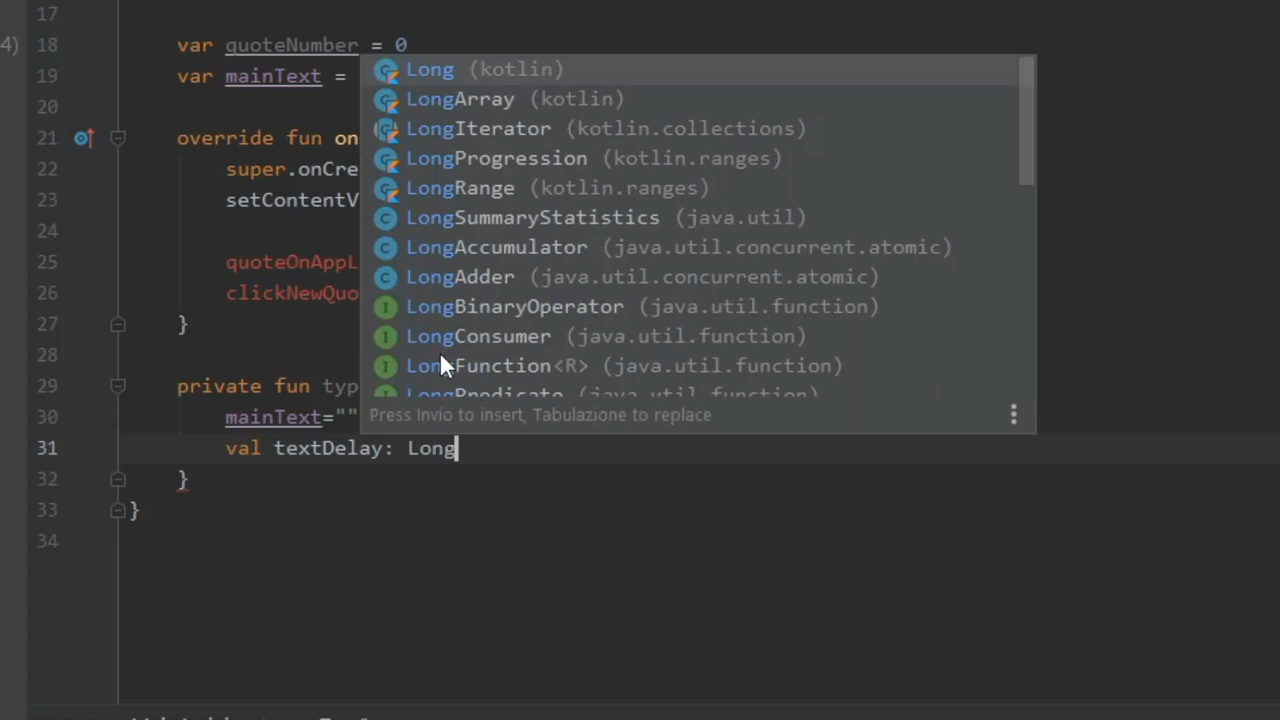 17
4) 18 var quoteNumber = 0
19 var mainText =
Long (kotlin)
20
LongArray (kotlin)
LongIterator (kotlin.collections)
21 override fun on
LongProgression (kotlin.ranges)
22 super.onCre
LongRange (kotlin.ranges)
23 setContentV
LongSummaryStatistics (java.util)
24
LongAccumulator (java.util.concurrent.atomic)
25 quoteOnAppL
LongAdder (java.util.concurrent.atomic)
26 clickNewQuo
LongBinaryOperator (java.util.function)
27 }
LongConsumer (java.util.function)
28
LongFunction<R> (java.util.function)
29 private fun typ
LongPredicate (java.util.function)
30 mainText=""
Press Invio to insert, Tabulazione to replace
31 val textDelay: Long
32 }
33 }
34